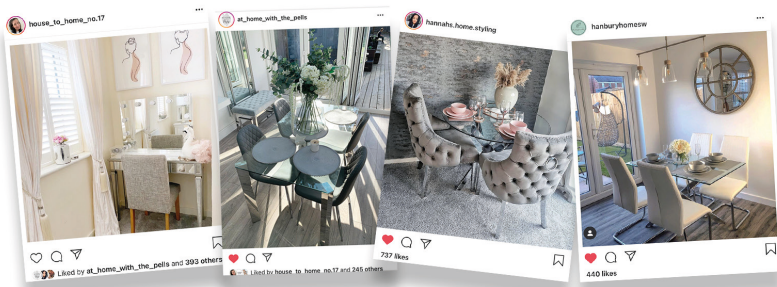 house_to_home_no.17
Liked by at_home_with_the_pells and 393 others
at_home_with_the_pells
Liked by house_to_home_no.17 and 245 others
hannahs.home.styling
737 likes
hanburyhomesw
440 likes